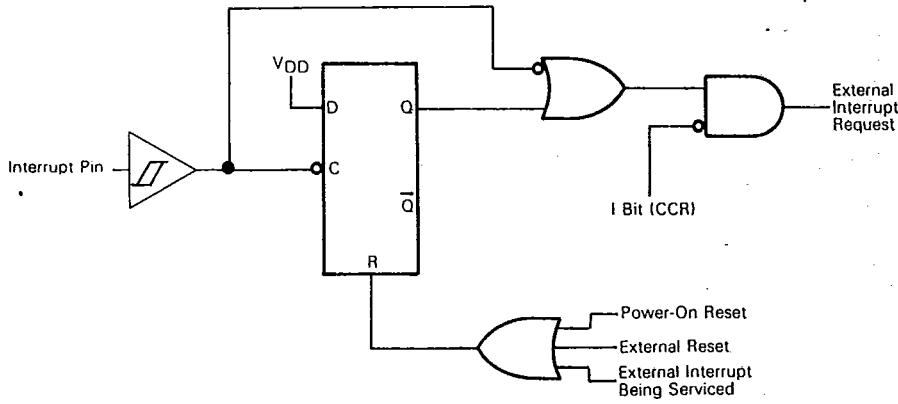 VDD
D
Q
External
Interrupt
Request
Interrupt Pin
C
I Bit (CCR)
Q
R
Power-On Reset
External Reset
External Interrupt
Being Serviced